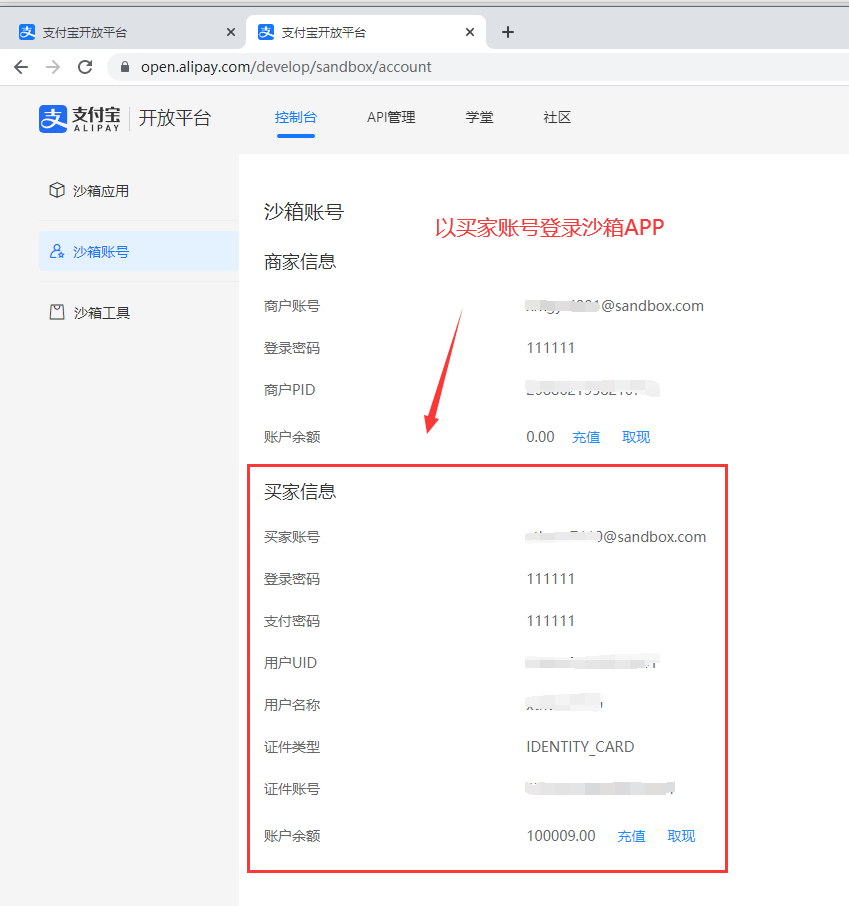 支付宝开放平台
支付宝开放平台
open.alipay.com/develop/sandbox/account
支付宝
ALIPAY
开放平台
控制台
API管理
学堂
社区
沙箱应用
沙箱账号
沙箱工具
沙箱账号
以买家账号登录沙箱APP
商家信息
商户账号 @sandbox.com
登录密码 111111
商户PID
账户余额 0.00 充值 取现
买家信息
买家账号 @sandbox.com
登录密码 111111
支付密码 111111
用户UID
用户名称
证件类型 IDENTITY_CARD
证件账号
账户余额 100009.00 充值 取现